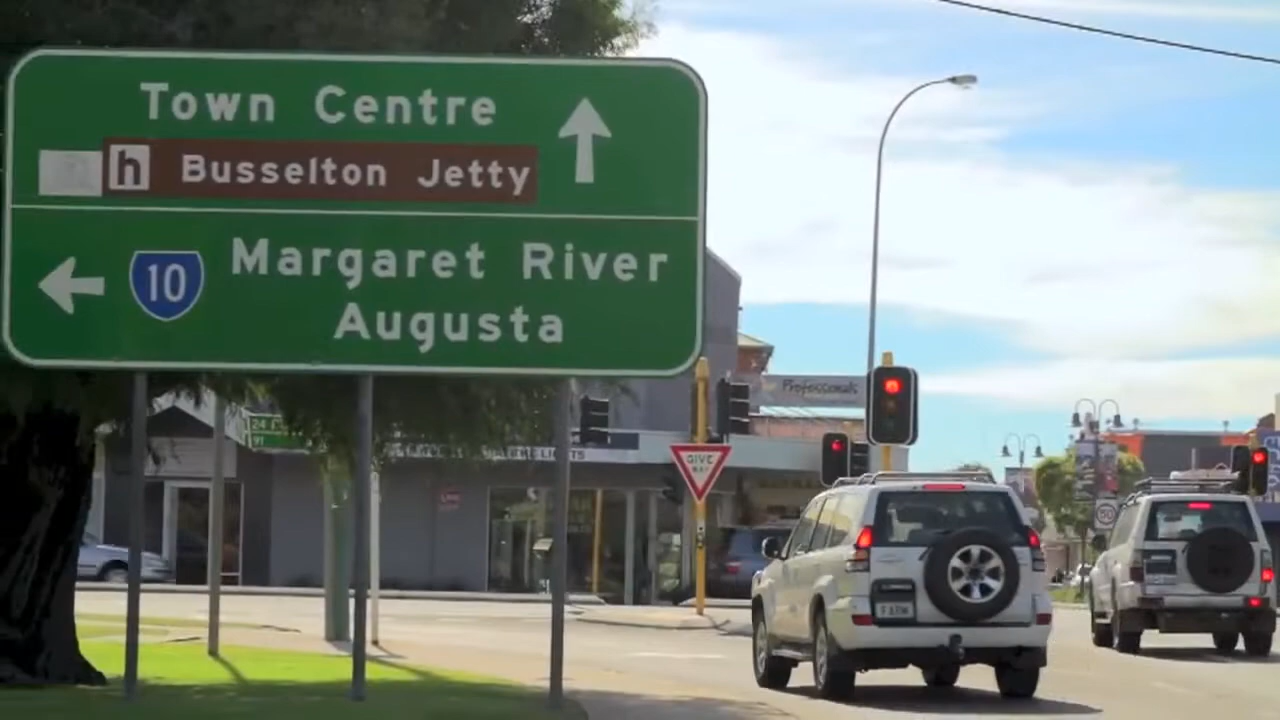 Town Centre
h Busselton Jetty
10 Margaret River
Augusta
Professionals
GIVE
WAY